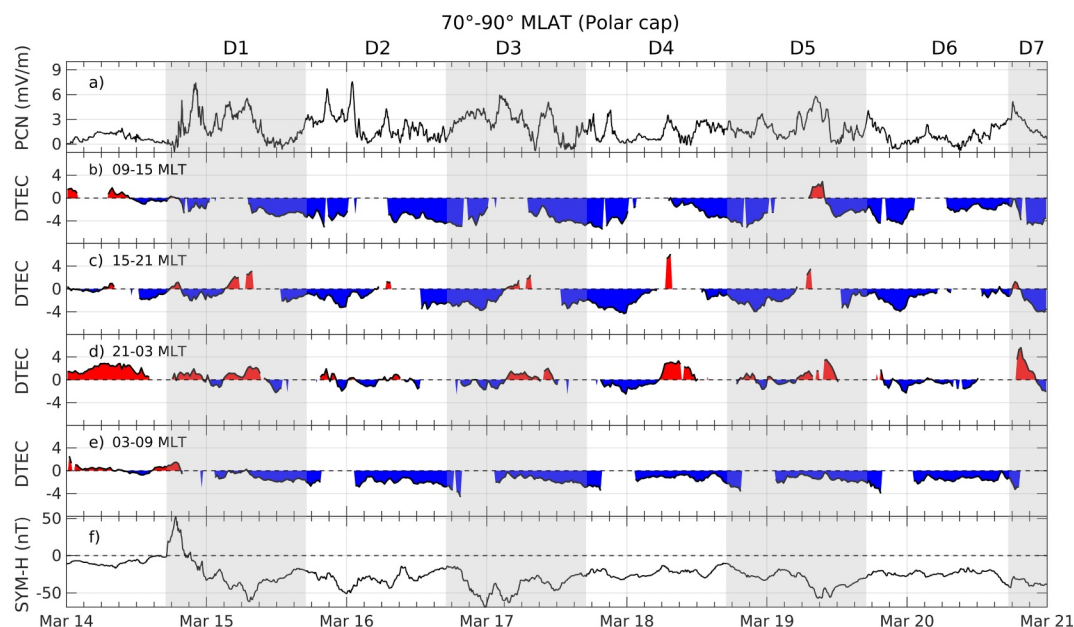 70°-90° MLAT (Polar cap)
D1 D2 D3 D4 D5 D6 D7
PCN (mV/m)
9
6
3
0
a)
DTEC
4
0
-4
b) 09-15 MLT
DTEC
4
0
-4
c) 15-21 MLT
DTEC
4
0
-4
d) 21-03 MLT
DTEC
4
0
-4
e) 03-09 MLT
SYM-H (nT)
50
0
-50
f)
Mar 14 Mar 15 Mar 16 Mar 17 Mar 18 Mar 19 Mar 20 Mar 21